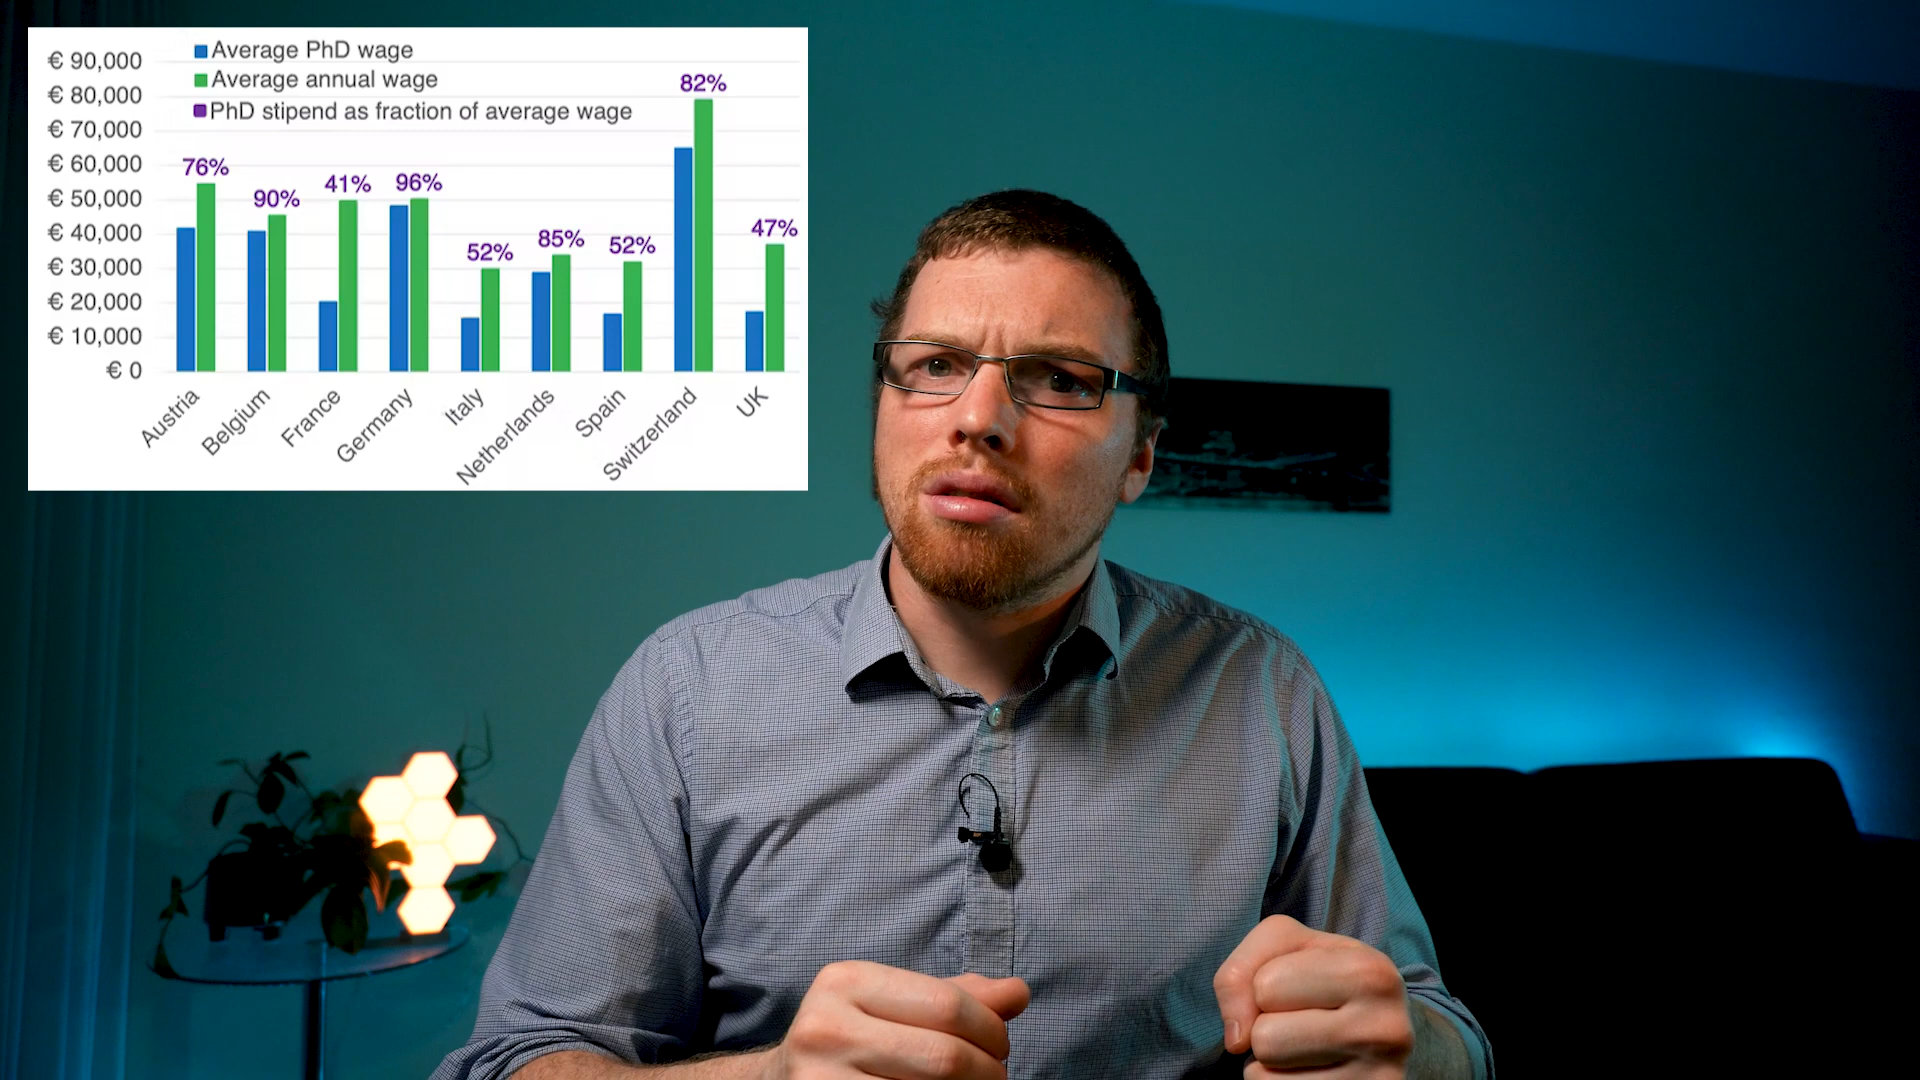 € 90,000
€ 80,000
€ 70,000
€ 60,000
€ 50,000
€ 40,000
€ 30,000
€ 20,000
€ 10,000
€ 0
Average PhD wage
Average annual wage
PhD stipend as fraction of average wage
76%
90%
41%
96%
52%
85%
52%
82%
47%
Austria
Belgium
France
Germany
Italy
Netherlands
Spain
Switzerland
UK